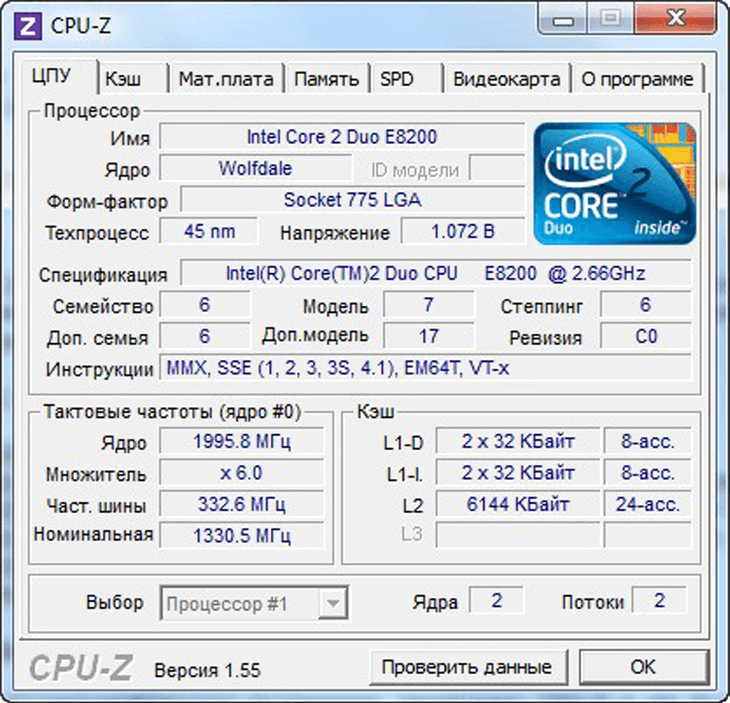 CPU-Z
ЦПУ Кэш Мат.плата Память SPD Видеокарта О программе
Процессор
Имя Intel Core 2 Duo E8200
Ядро Wolfdale ID модели
Форм-фактор Socket 775 LGA
Техпроцесс 45 nm Напряжение 1.072 В
intel CORE 2 Duo inside
Спецификация Intel(R) Core(TM)2 Duo CPU E8200 @ 2.66GHz
Семейство 6 Модель 7 Степпинг 6
Доп. семья 6 Доп.модель 17 Ревизия C0
Инструкции MMX, SSE (1, 2, 3, 3S, 4.1), EM64T, VT-x
Тактовые частоты (ядро #0)
Ядро 1995.8 МГц
Множитель x 6.0
Част. шины 332.6 МГц
Номинальная 1330.5 МГц
Кэш
L1-D 2 x 32 КБайт 8-асс.
L1-I. 2 x 32 КБайт 8-асс.
L2 6144 КБайт 24-асс.
L3
Выбор Процессор #1 Ядра 2 Потоки 2
CPU-Z Версия 1.55 Проверить данные OK